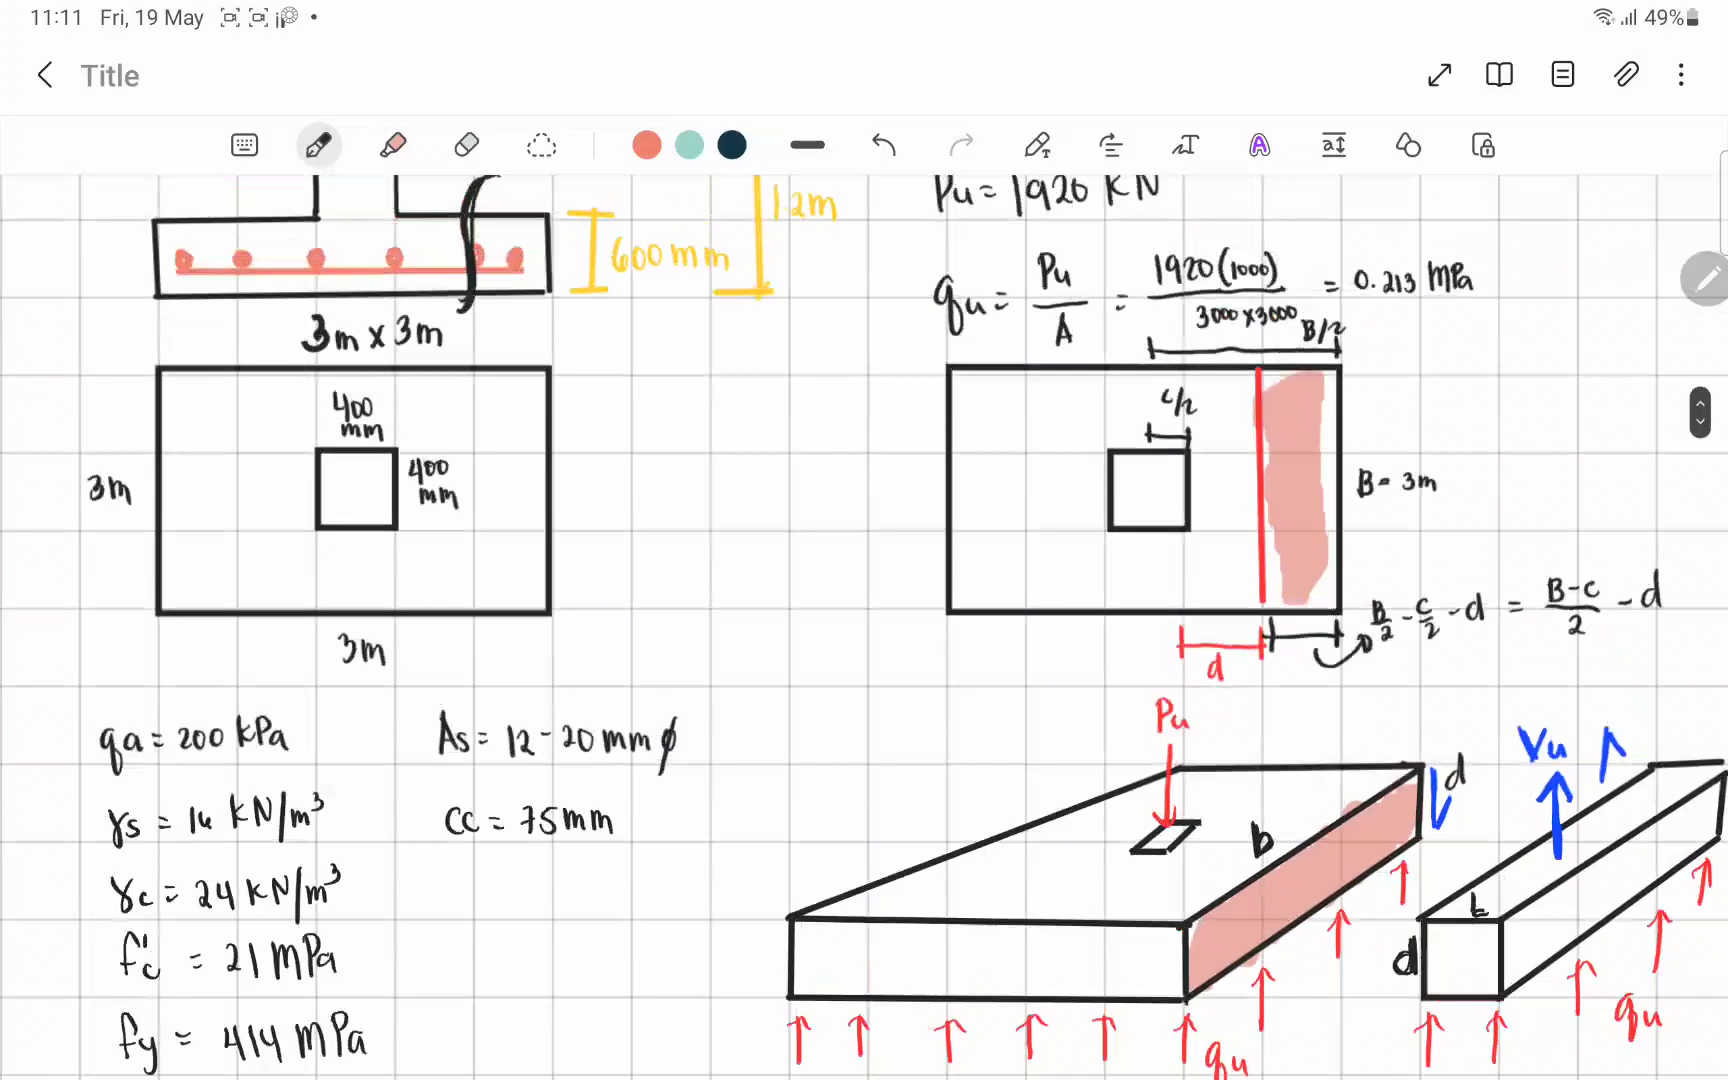 11:11 Fri, 19 May
49%
Title
1.2m
600 mm
3m x 3m
400
mm
400
mm
3m
3m
qa = 200 kPa
γs = 16 kN/m³
γc = 24 kN/m³
f'c = 21 MPa
fy = 414 MPa
As = 12 - 20 mm ϕ
CC = 75 mm
Pu = 1920 KN
qu = Pu/A = 1920(1000)/3000x3000 = 0.213 MPa
B/2
c/2
B = 3m
B/2 - c/2 - d = B-c/2 - d
d
Pu
b
d
qu
Vu
t
d
qu